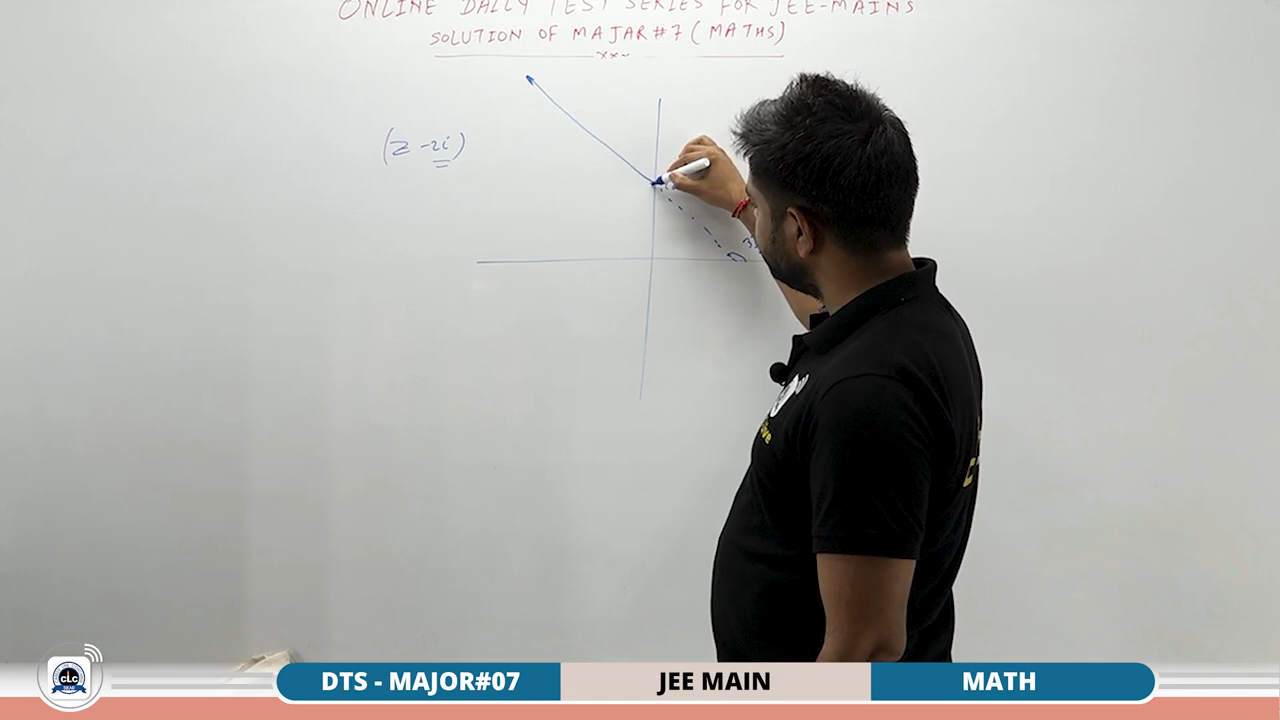 ONLINE DAILY TEST SERIES FOR JEE-MAINS
SOLUTION OF MAJAR#7 (MATHS)
(Z-2i)
CLC
DTS - MAJOR#07
JEE MAIN
MATH